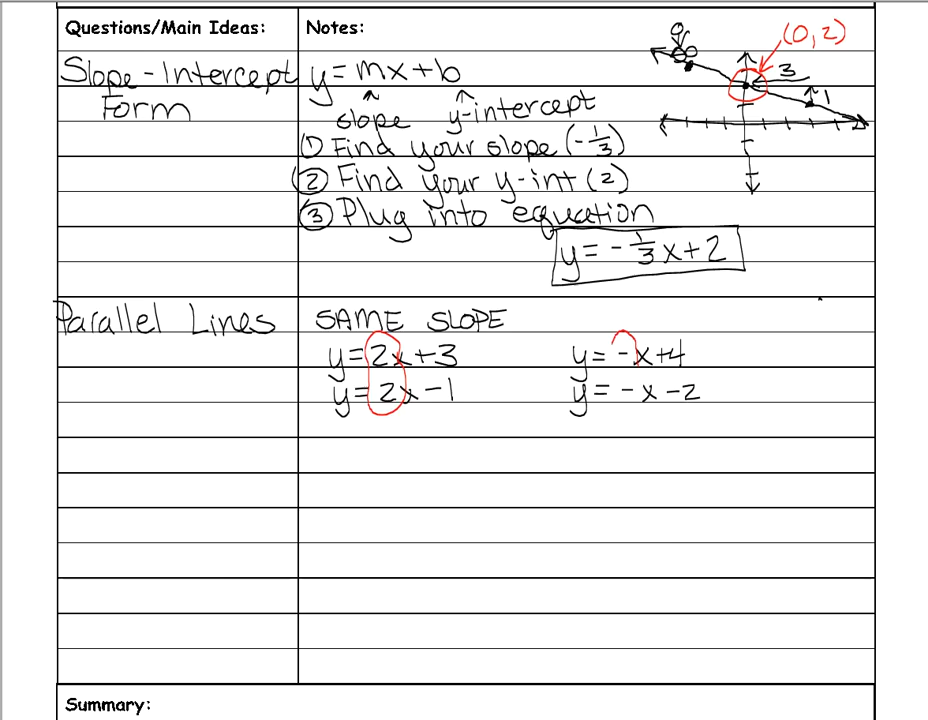 Questions/Main Ideas:
Notes:
(0,2)
3
1
Slope-Intercept
Form
y=mx+b
slope y-intercept
① Find your slope (-1/3)
② Find your y-int (2)
③ Plug into equation
y = -1/3x+2
Parallel Lines
SAME SLOPE
y=2x+3
y=2x-1
y=-x+4
y=-x-2
Summary: